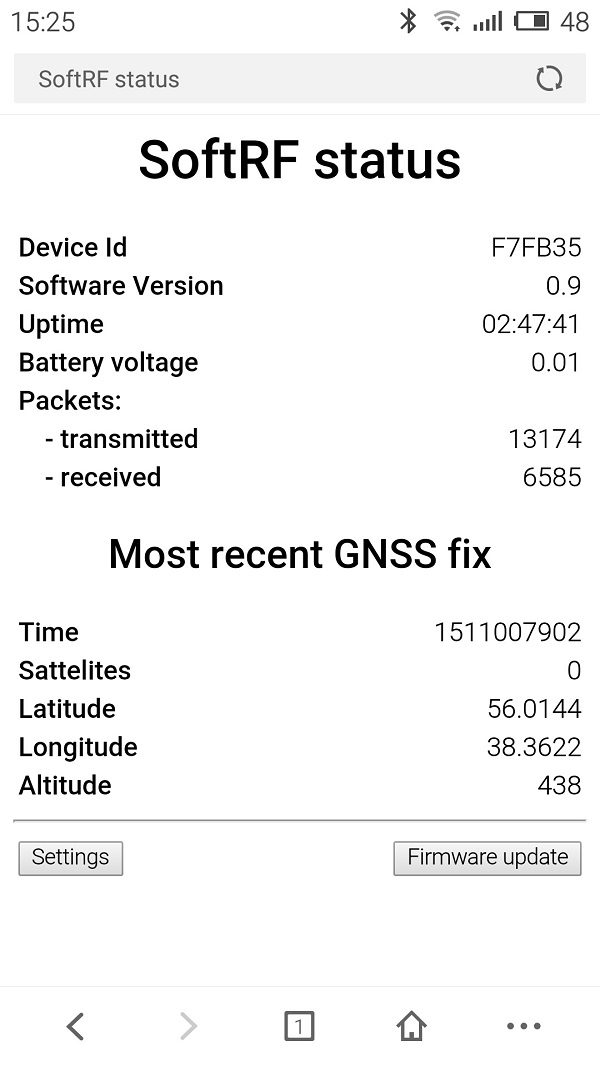 15:25 48
SoftRF status
SoftRF status
Device Id F7FB35
Software Version 0.9
Uptime 02:47:41
Battery voltage 0.01
Packets:
- transmitted 13174
- received 6585
Most recent GNSS fix
Time 1511007902
Sattelites 0
Latitude 56.0144
Longitude 38.3622
Altitude 438
Settings Firmware update
1